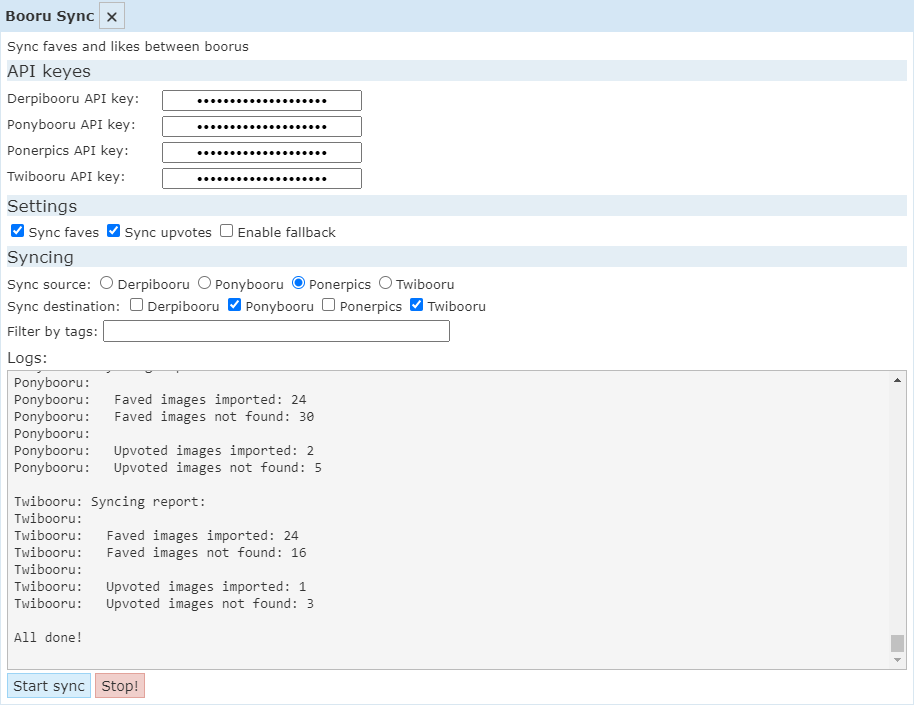 Booru Sync ×
Sync faves and likes between boorus
API keyes
Derpibooru API key: ••••••••••••••••••••
Ponybooru API key: ••••••••••••••••••••
Ponerpics API key: ••••••••••••••••••••
Twibooru API key: ••••••••••••••••••••
Settings
Sync faves Sync upvotes Enable fallback
Syncing
Sync source: Derpibooru Ponybooru Ponerpics Twibooru
Sync destination: Derpibooru Ponybooru Ponerpics Twibooru
Filter by tags:
Logs:
Ponybooru:
Ponybooru:   Faved images imported: 24
Ponybooru:   Faved images not found: 30
Ponybooru:
Ponybooru:   Upvoted images imported: 2
Ponybooru:   Upvoted images not found: 5
Twibooru: Syncing report:
Twibooru:
Twibooru:   Faved images imported: 24
Twibooru:   Faved images not found: 16
Twibooru:
Twibooru:   Upvoted images imported: 1
Twibooru:   Upvoted images not found: 3
All done!
Start sync Stop!